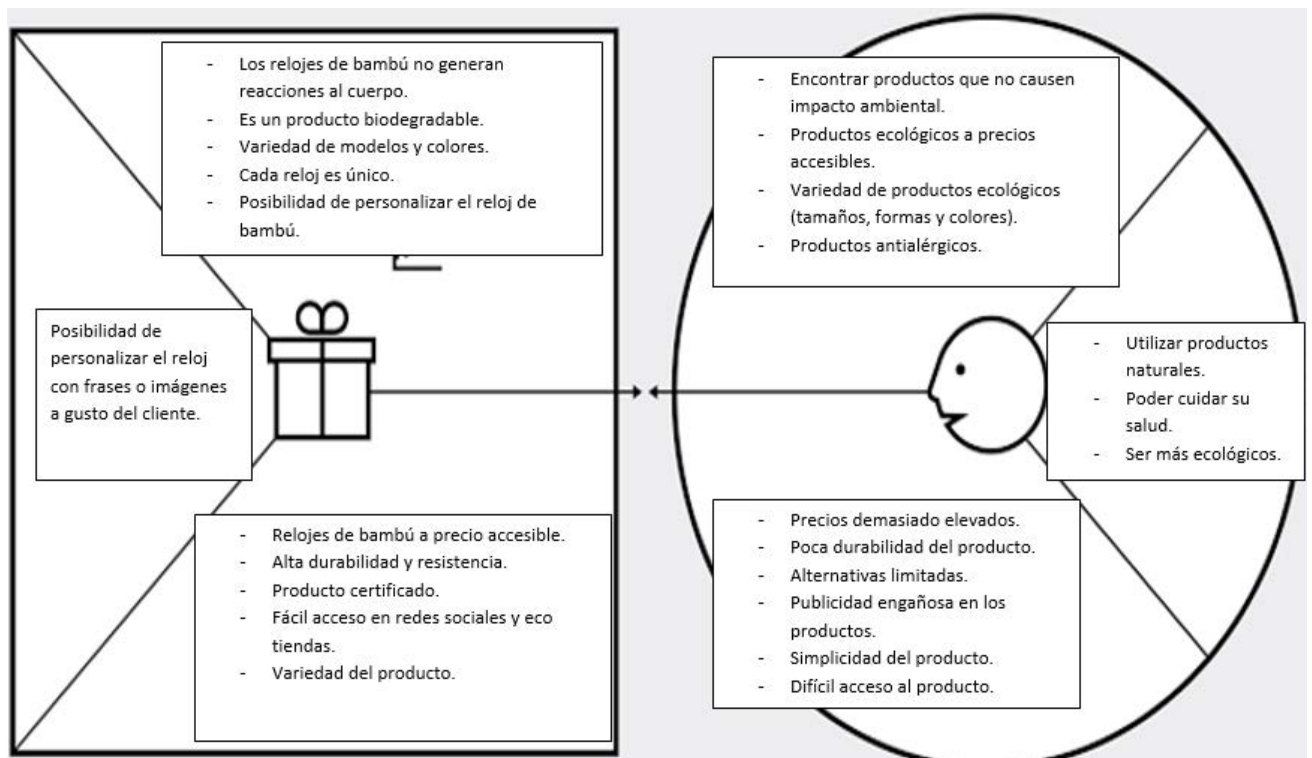 - Los relojes de bambú no generan
reacciones al cuerpo.
- Es un producto biodegradable.
- Variedad de modelos y colores.
- Cada reloj es único.
- Posibilidad de personalizar el reloj de
bambú.
Posibilidad de
personalizar el reloj
con frases o imágenes
a gusto del cliente.
- Relojes de bambú a precio accesible.
- Alta durabilidad y resistencia.
- Producto certificado.
- Fácil acceso en redes sociales y eco
tiendas.
- Variedad del producto.
- Encontrar productos que no causen
impacto ambiental.
- Productos ecológicos a precios
accesibles.
- Variedad de productos ecológicos
(tamaños, formas y colores).
- Productos antialérgicos.
- Utilizar productos
naturales.
- Poder cuidar su
salud.
- Ser más ecológicos.
- Precios demasiado elevados.
- Poca durabilidad del producto.
- Alternativas limitadas.
- Publicidad engañosa en los
productos.
- Simplicidad del producto.
- Difícil acceso al producto.